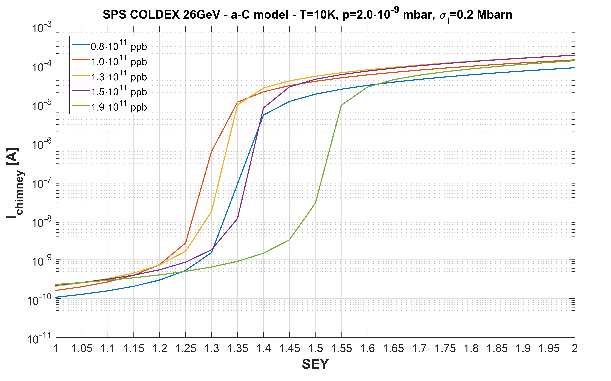 SPS COLDEX 26GeV - a-C model - T=10K, p=2.0·10⁻⁹ mbar, σᵢ=0.2 Mbarn
10⁻³
10⁻⁴
10⁻⁵
10⁻⁶
10⁻⁷
10⁻⁸
10⁻⁹
10⁻¹⁰
10⁻¹¹
I_chimney [A]
0.8·10¹¹ ppb
1.0·10¹¹ ppb
1.3·10¹¹ ppb
1.5·10¹¹ ppb
1.9·10¹¹ ppb
1 1.05 1.1 1.15 1.2 1.25 1.3 1.35 1.4 1.45 1.5 1.55 1.6 1.65 1.7 1.75 1.8 1.85 1.9 1.95 2
SEY